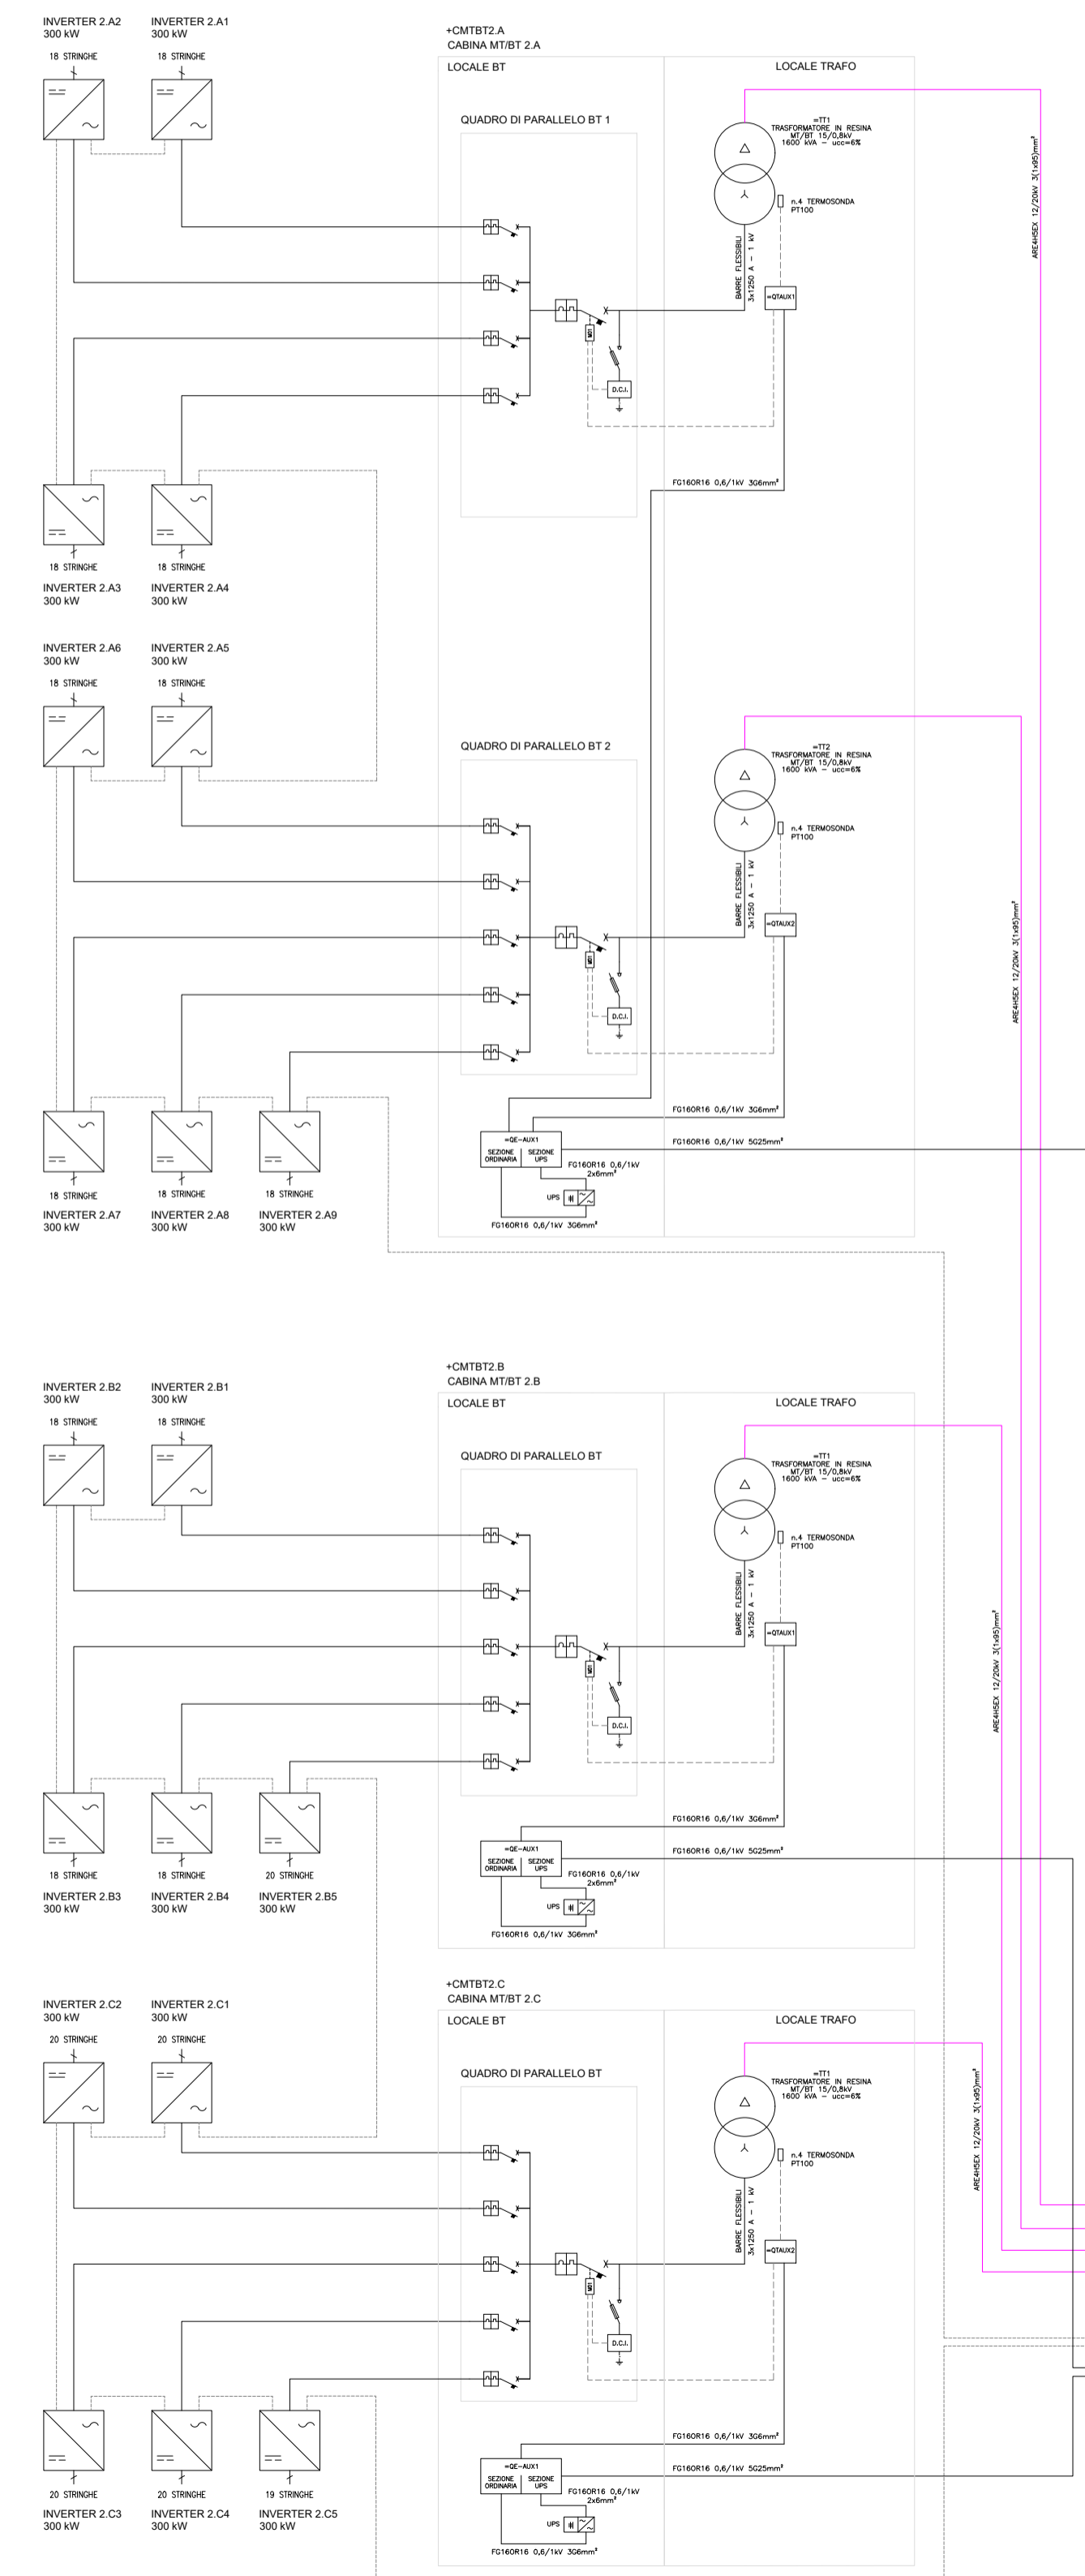 INVERTER 2.A2
300 kW
18 STRINGHE
INVERTER 2.A1
300 kW
18 STRINGHE
+CMTBT2.A
CABINA MT/BT 2.A
LOCALE BT
LOCALE TRAFO
QUADRO DI PARALLELO BT 1
=TT1
TRASFORMATORE IN RESINA
MT/BT 15/0,8kV
1600 kVA - ucc=6%
n.4 TERMOSONDA
PT100
BARRE FLESSIBILI
3x1250 A - 1 kV
=QTAUX1
D.C.I.
ARE4H5EX 12/20kV 3(1x95)mm²
FG16OR16 0,6/1kV 3G6mm²
18 STRINGHE
INVERTER 2.A3
300 kW
18 STRINGHE
INVERTER 2.A4
300 kW
INVERTER 2.A6
300 kW
18 STRINGHE
INVERTER 2.A5
300 kW
18 STRINGHE
QUADRO DI PARALLELO BT 2
=TT2
TRASFORMATORE IN RESINA
MT/BT 15/0,8kV
1600 kVA - ucc=6%
n.4 TERMOSONDA
PT100
BARRE FLESSIBILI
3x1250 A - 1 kV
=QTAUX2
D.C.I.
ARE4H5EX 12/20kV 3(1x95)mm²
FG16OR16 0,6/1kV 3G6mm²
=QE-AUX1
SEZIONE
ORDINARIA
SEZIONE
UPS
FG16OR16 0,6/1kV 5G25mm²
FG16OR16 0,6/1kV
2x6mm²
UPS
FG16OR16 0,6/1kV 3G6mm²
18 STRINGHE
INVERTER 2.A7
300 kW
18 STRINGHE
INVERTER 2.A8
300 kW
18 STRINGHE
INVERTER 2.A9
300 kW
INVERTER 2.B2
300 kW
18 STRINGHE
INVERTER 2.B1
300 kW
18 STRINGHE
+CMTBT2.B
CABINA MT/BT 2.B
LOCALE BT
LOCALE TRAFO
QUADRO DI PARALLELO BT
=TT1
TRASFORMATORE IN RESINA
MT/BT 15/0,8kV
1600 kVA - ucc=6%
n.4 TERMOSONDA
PT100
BARRE FLESSIBILI
3x1250 A - 1 kV
=QTAUX1
D.C.I.
ARE4H5EX 12/20kV 3(1x95)mm²
FG16OR16 0,6/1kV 3G6mm²
=QE-AUX1
SEZIONE
ORDINARIA
SEZIONE
UPS
FG16OR16 0,6/1kV 5G25mm²
FG16OR16 0,6/1kV
2x6mm²
UPS
FG16OR16 0,6/1kV 3G6mm²
18 STRINGHE
INVERTER 2.B3
300 kW
18 STRINGHE
INVERTER 2.B4
300 kW
20 STRINGHE
INVERTER 2.B5
300 kW
INVERTER 2.C2
300 kW
20 STRINGHE
INVERTER 2.C1
300 kW
20 STRINGHE
+CMTBT2.C
CABINA MT/BT 2.C
LOCALE BT
LOCALE TRAFO
QUADRO DI PARALLELO BT
=TT1
TRASFORMATORE IN RESINA
MT/BT 15/0,8kV
1600 kVA - ucc=6%
n.4 TERMOSONDA
PT100
BARRE FLESSIBILI
3x1250 A - 1 kV
=QTAUX2
D.C.I.
ARE4H5EX 12/20kV 3(1x95)mm²
FG16OR16 0,6/1kV 3G6mm²
=QE-AUX1
SEZIONE
ORDINARIA
SEZIONE
UPS
FG16OR16 0,6/1kV 5G25mm²
FG16OR16 0,6/1kV
2x6mm²
UPS
FG16OR16 0,6/1kV 3G6mm²
20 STRINGHE
INVERTER 2.C3
300 kW
20 STRINGHE
INVERTER 2.C4
300 kW
19 STRINGHE
INVERTER 2.C5
300 kW